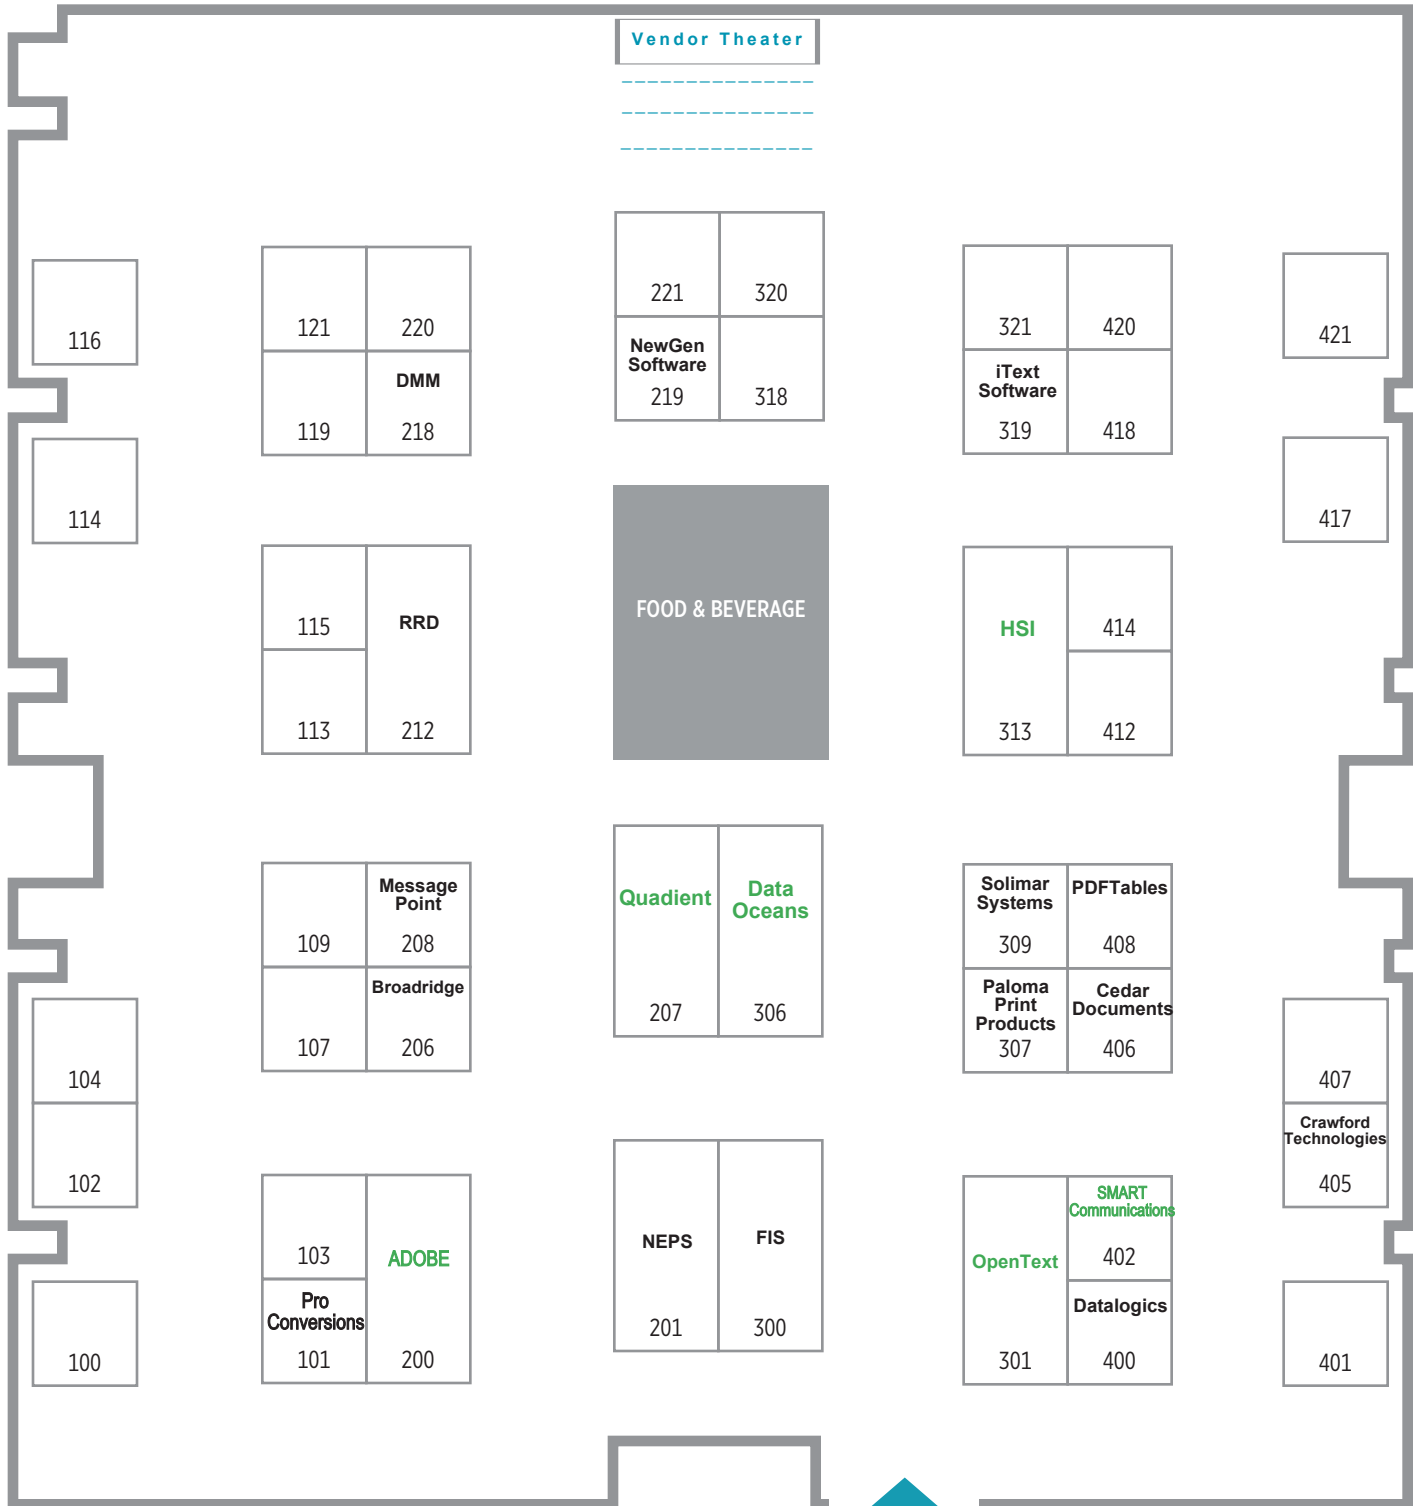 Vendor Theater
116
121
220
221
320
321
420
421
119
DMM
218
NewGen
Software
219
318
iText
Software
319
418
114
417
115
RRD
113
212
FOOD & BEVERAGE
HSI
313
414
412
109
Message
Point
208
107
Broadridge
206
Quadient
207
Data
Oceans
306
Solimar
Systems
309
PDFTables
408
Paloma
Print
Products
307
Cedar
Documents
406
104
102
407
Crawford
Technologies
405
103
ADOBE
200
Pro
Conversions
101
NEPS
201
FIS
300
OpenText
301
SMART
Communications
402
Datalogics
400
100
401